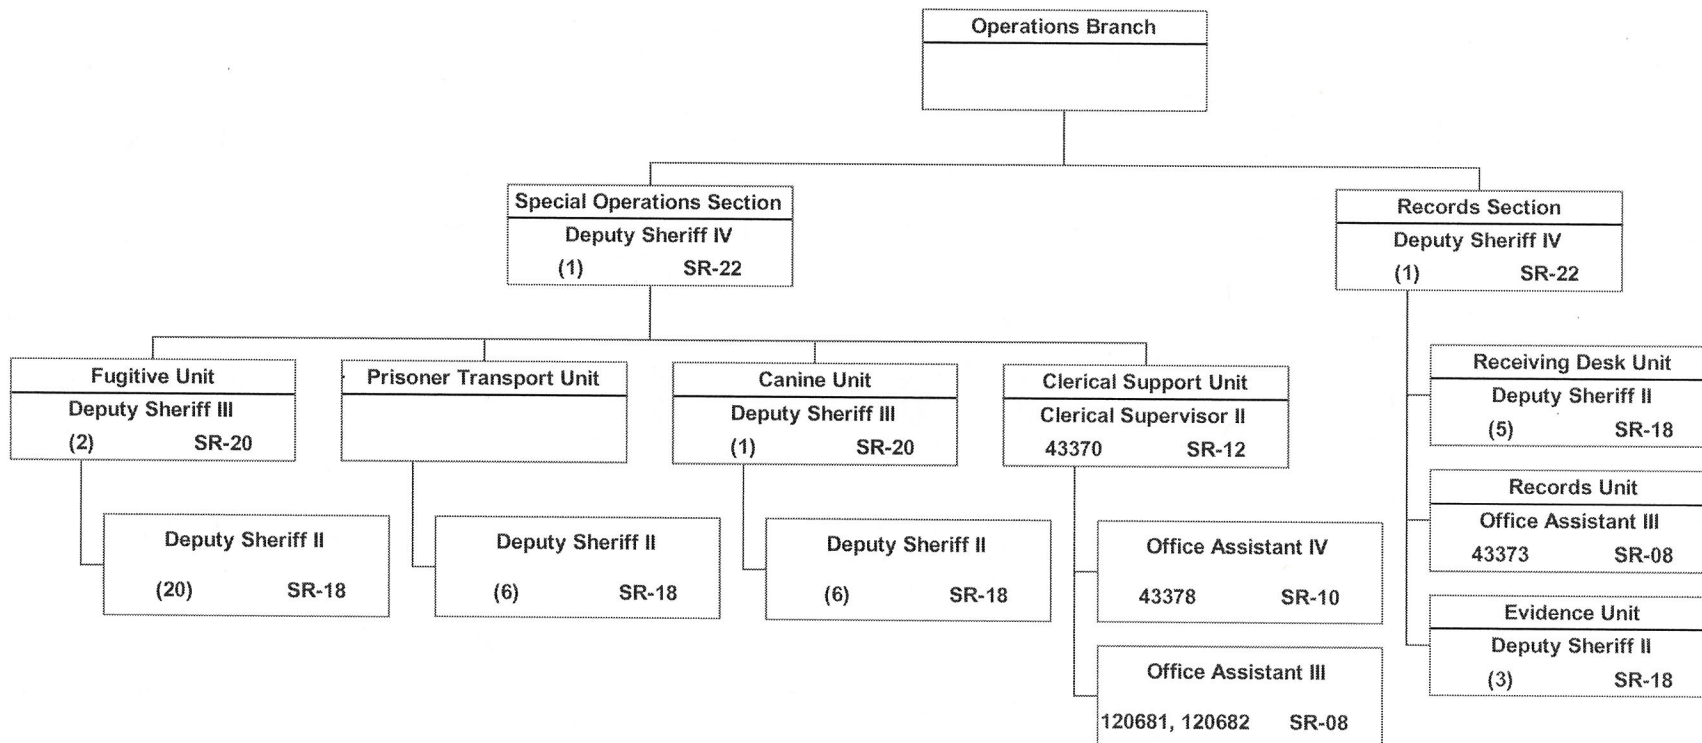 Operations Branch
Special Operations Section
Deputy Sheriff IV
(1) SR-22
Records Section
Deputy Sheriff IV
(1) SR-22
Fugitive Unit
Deputy Sheriff III
(2) SR-20
Prisoner Transport Unit
Canine Unit
Deputy Sheriff III
(1) SR-20
Clerical Support Unit
Clerical Supervisor II
43370 SR-12
Receiving Desk Unit
Deputy Sheriff II
(5) SR-18
Deputy Sheriff II
(20) SR-18
Deputy Sheriff II
(6) SR-18
Deputy Sheriff II
(6) SR-18
Office Assistant IV
43378 SR-10
Office Assistant III
120681, 120682 SR-08
Records Unit
Office Assistant III
43373 SR-08
Evidence Unit
Deputy Sheriff II
(3) SR-18